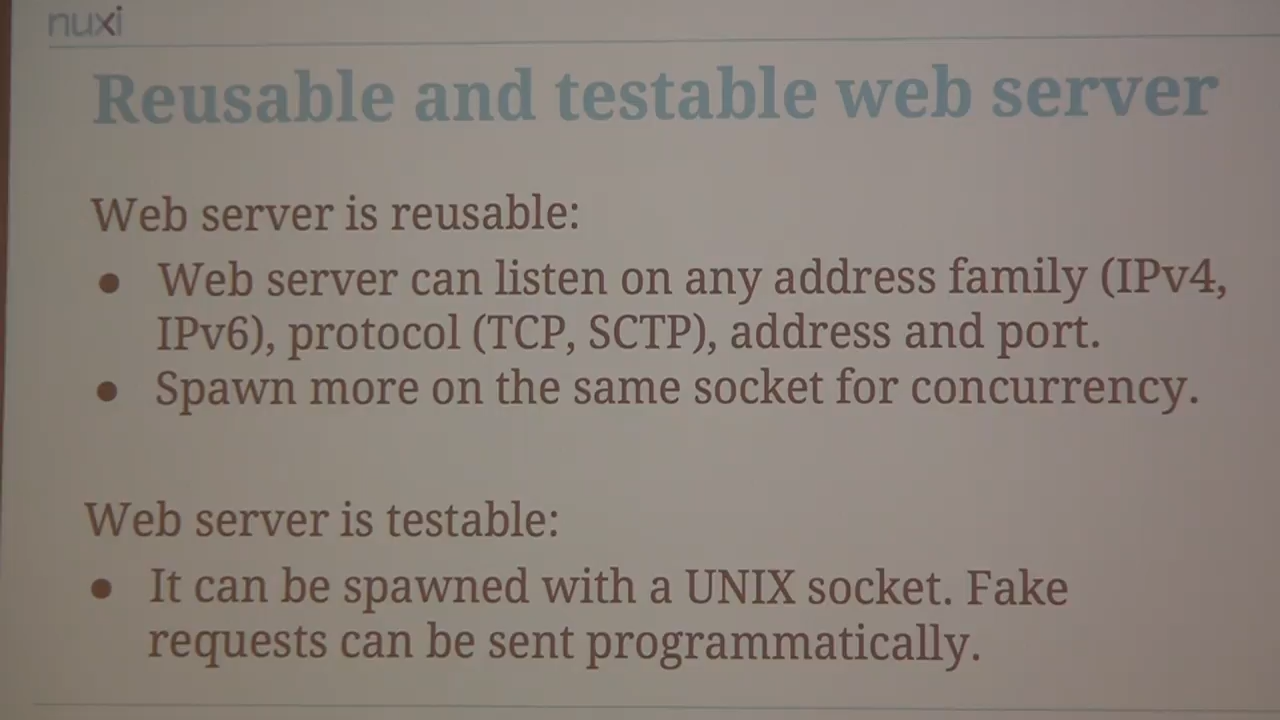 nuxi
Reusable and testable web server
Web server is reusable:
● Web server can listen on any address family (IPv4,
IPv6), protocol (TCP, SCTP), address and port.
● Spawn more on the same socket for concurrency.
Web server is testable:
● It can be spawned with a UNIX socket. Fake
requests can be sent programmatically.